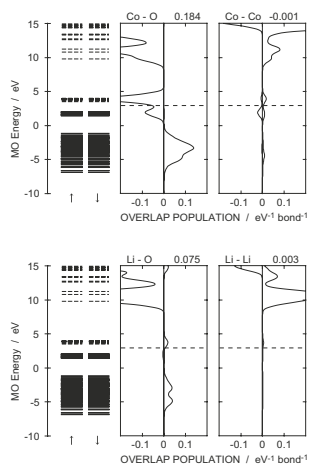 Co - O 0.184 Co - Co -0.001
15
10
5
0
-5
-10
MO Energy / eV
↑ ↓ -0.1 0 0.1 -0.1 0 0.1
OVERLAP POPULATION / eV⁻¹ bond⁻¹
Li - O 0.075 Li - Li 0.003
15
10
5
0
-5
-10
MO Energy / eV
↑ ↓ -0.1 0 0.1 -0.1 0 0.1
OVERLAP POPULATION / eV⁻¹ bond⁻¹